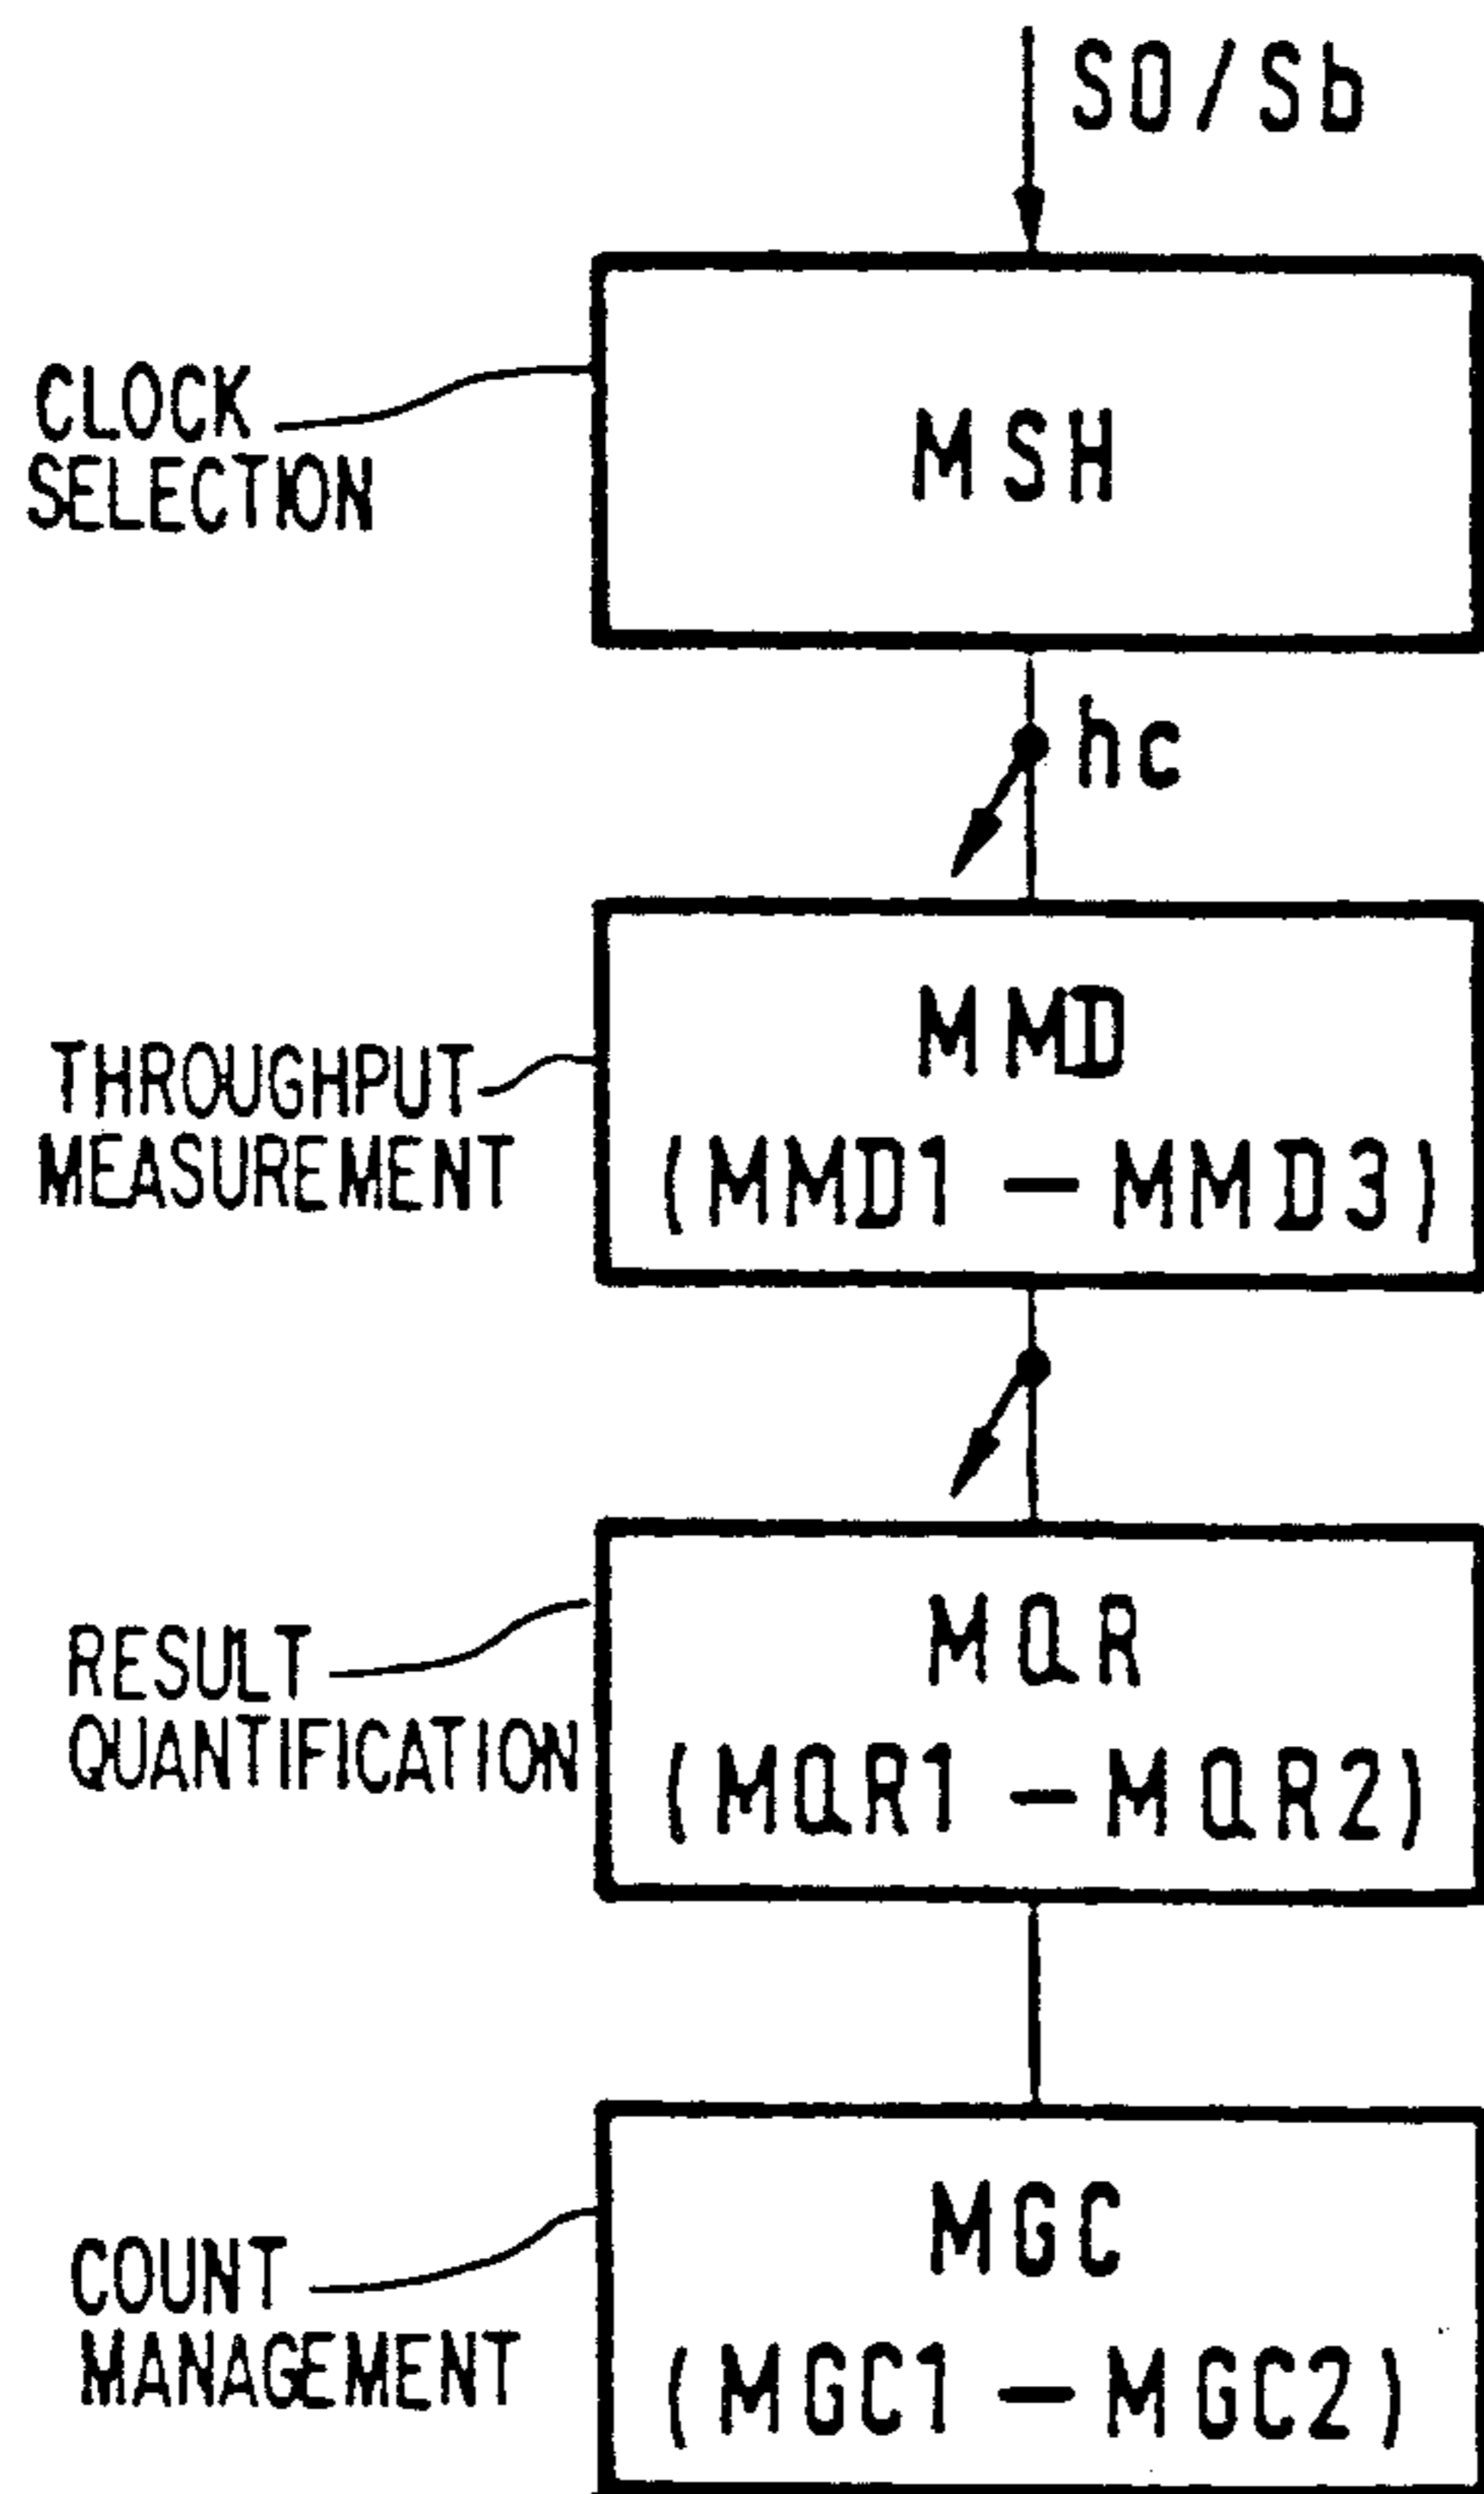 S0/Sb
CLOCK
SELECTION
MSH
hc
MMD
(MMD1-MMD3)
THROUGHPUT
MEASUREMENT
MQR
(MQR1-MQR2)
RESULT
QUANTIFICATION
MGC
(MGC1-MGC2)
COUNT
MANAGEMENT